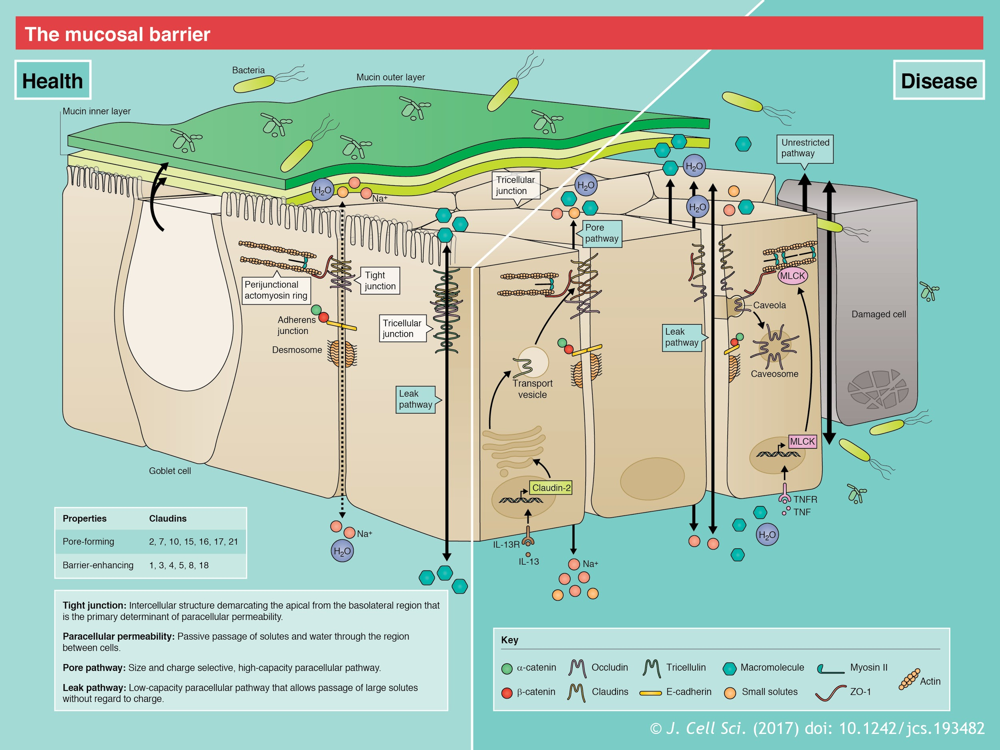 The mucosal barrier
Health
Disease
Bacteria
Mucin outer layer
Mucin inner layer
Unrestricted
pathway
H₂O
H₂O
H₂O
H₂O
Na⁺
Tricellular
junction
Pore
pathway
Perijunctional
actomyosin ring
Tight
junction
MLCK
Adherens
junction
Desmosome
Tricellular
junction
Leak
pathway
Caveola
Caveosome
Damaged cell
Leak
pathway
Transport
vesicle
MLCK
Goblet cell
Claudin-2
TNFR
TNF
Na⁺
H₂O
H₂O
IL-13R
IL-13
Na⁺
Properties Claudins
Pore-forming 2, 7, 10, 15, 16, 17, 21
Barrier-enhancing 1, 3, 4, 5, 8, 18
Tight junction: Intercellular structure demarcating the apical from the basolateral region that
is the primary determinant of paracellular permeability.
Paracellular permeability: Passive passage of solutes and water through the region
between cells.
Pore pathway: Size and charge selective, high-capacity paracellular pathway.
Leak pathway: Low-capacity paracellular pathway that allows passage of large solutes
without regard to charge.
Key
α-catenin Occludin Tricellulin Macromolecule Myosin II
Actin
β-catenin Claudins E-cadherin Small solutes ZO-1
© J. Cell Sci. (2017) doi: 10.1242/jcs.193482